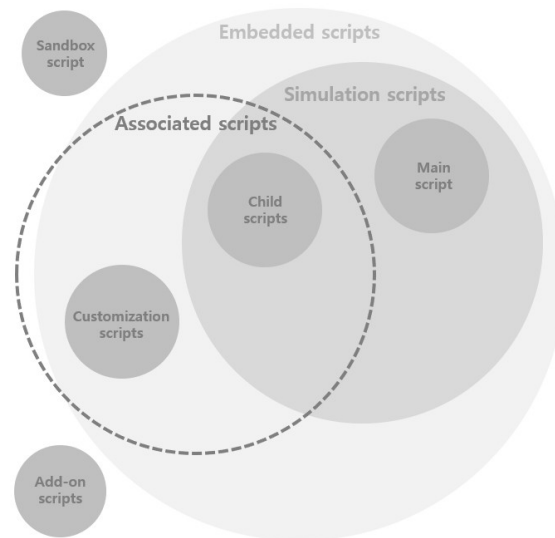 Embedded scripts
Sandbox
script
Simulation scripts
Associated scripts
Main
script
Child
scripts
Customization
scripts
Add-on
scripts